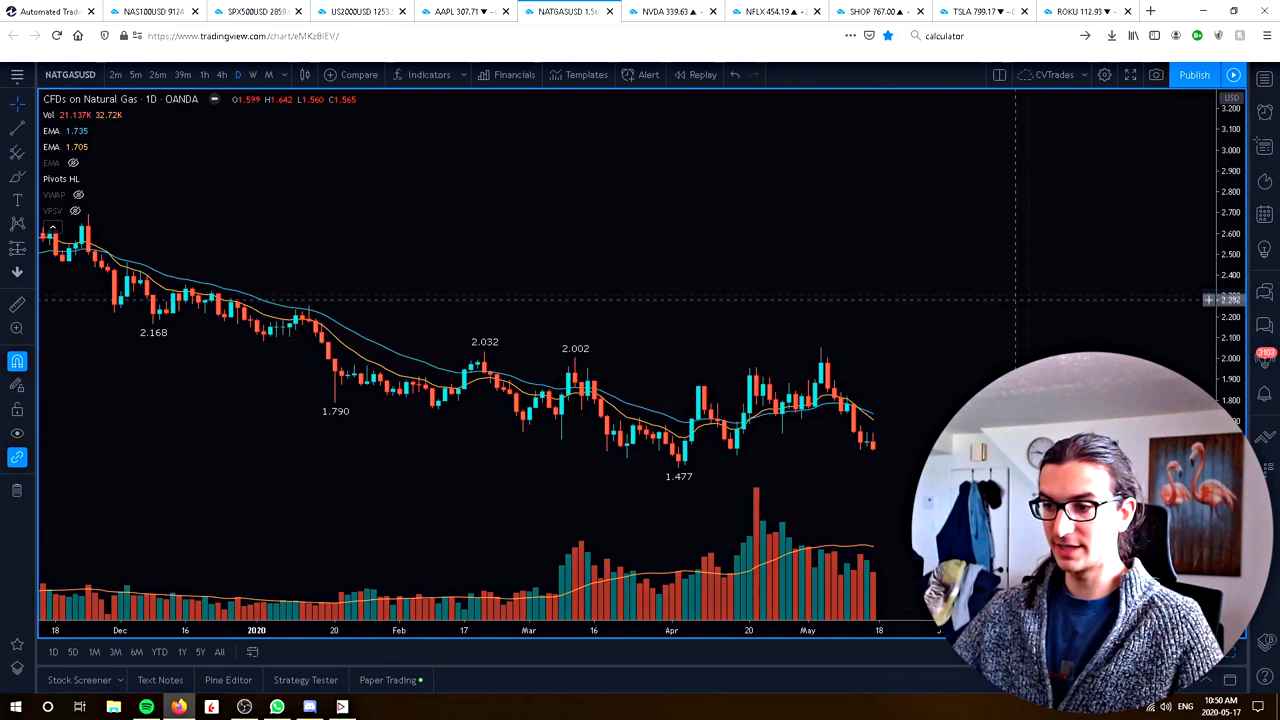 Automated Tradi
NAS100USD 9124
SPX500USD 2859.
US2000USD 1253.
AAPL 307.71 ▼ −0
NATGASUSD 1.56
NVDA 339.63 ▲ +
NFLX 454.19 ▲ +2
SHOP 767.00 ▲ +
TSLA 799.17 ▼ −0
ROKU 112.93 ▼ −
https://www.tradingview.com/chart/eMKz8IEV/
calculator
NATGASUSD 2m 5m 26m 39m 1h 4h D W M Compare Indicators Financials Templates Alert Replay CVTrades Publish
CFDs on Natural Gas · 1D · OANDA O1.599 H1.642 L1.560 C1.565
Vol 21.137K 32.72K
EMA 1.735
EMA 1.705
EMA
Pivots HL
VWAP
VPSV
USD
3.200
3.100
3.000
2.900
2.800
2.700
2.600
2.500
2.400
2.292
2.200
2.100
2.000
1.900
1.800
2.168
1.790
2.032
2.002
1.477
3103
18 Dec 16 2020 20 Feb 17 Mar 16 Apr 20 May 18
1D 5D 1M 3M 6M YTD 1Y 5Y All
Stock Screener Text Notes Pine Editor Strategy Tester Paper Trading
ENG
10:50 AM
2020-05-17